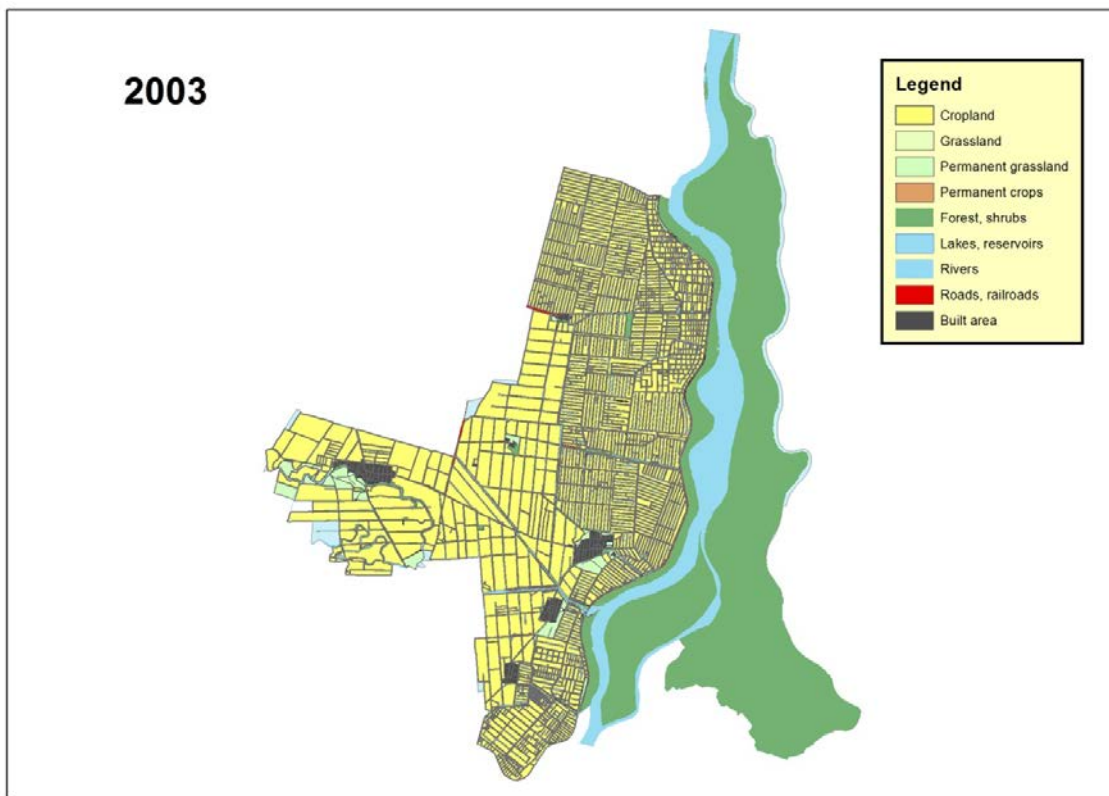 2003
Legend
Cropland
Grassland
Permanent grassland
Permanent crops
Forest, shrubs
Lakes, reservoirs
Rivers
Roads, railroads
Built area